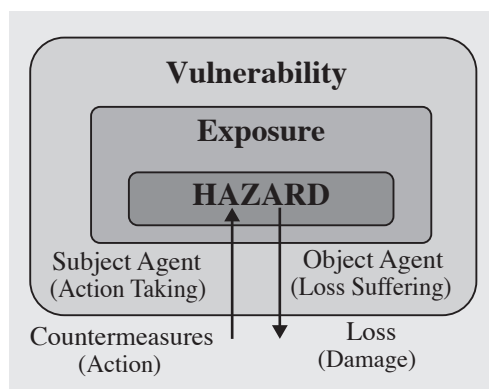 Vulnerability
Exposure
HAZARD
Subject Agent
(Action Taking)
Object Agent
(Loss Suffering)
Countermeasures
(Action)
Loss
(Damage)